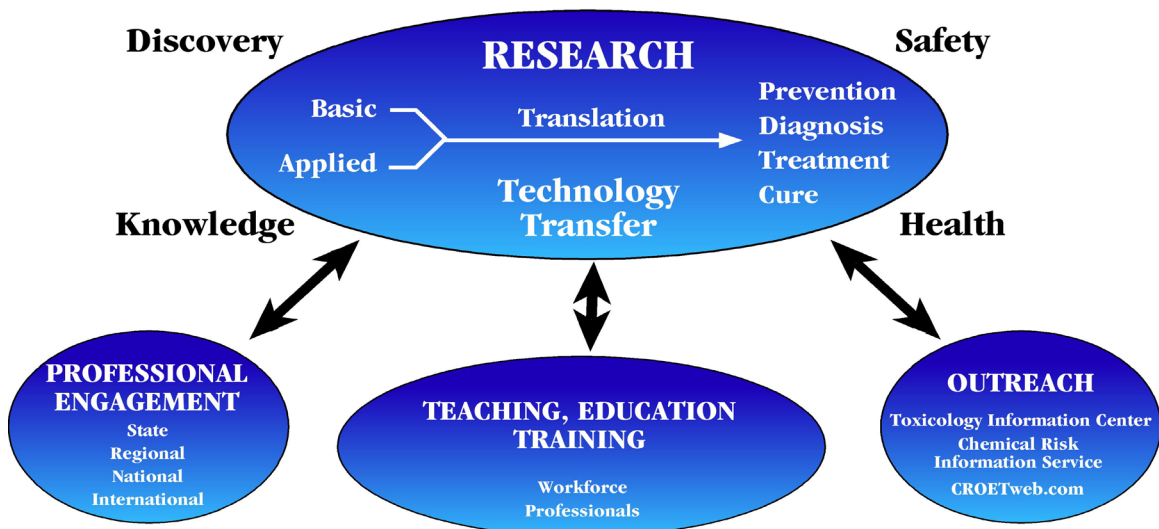 Discovery
Safety
RESEARCH
Basic
Applied
Translation
Prevention
Diagnosis
Treatment
Cure
Technology
Transfer
Knowledge
Health
PROFESSIONAL
ENGAGEMENT
State
Regional
National
International
TEACHING, EDUCATION
TRAINING
Workforce
Professionals
OUTREACH
Toxicology Information Center
Chemical Risk
Information Service
CROETweb.com